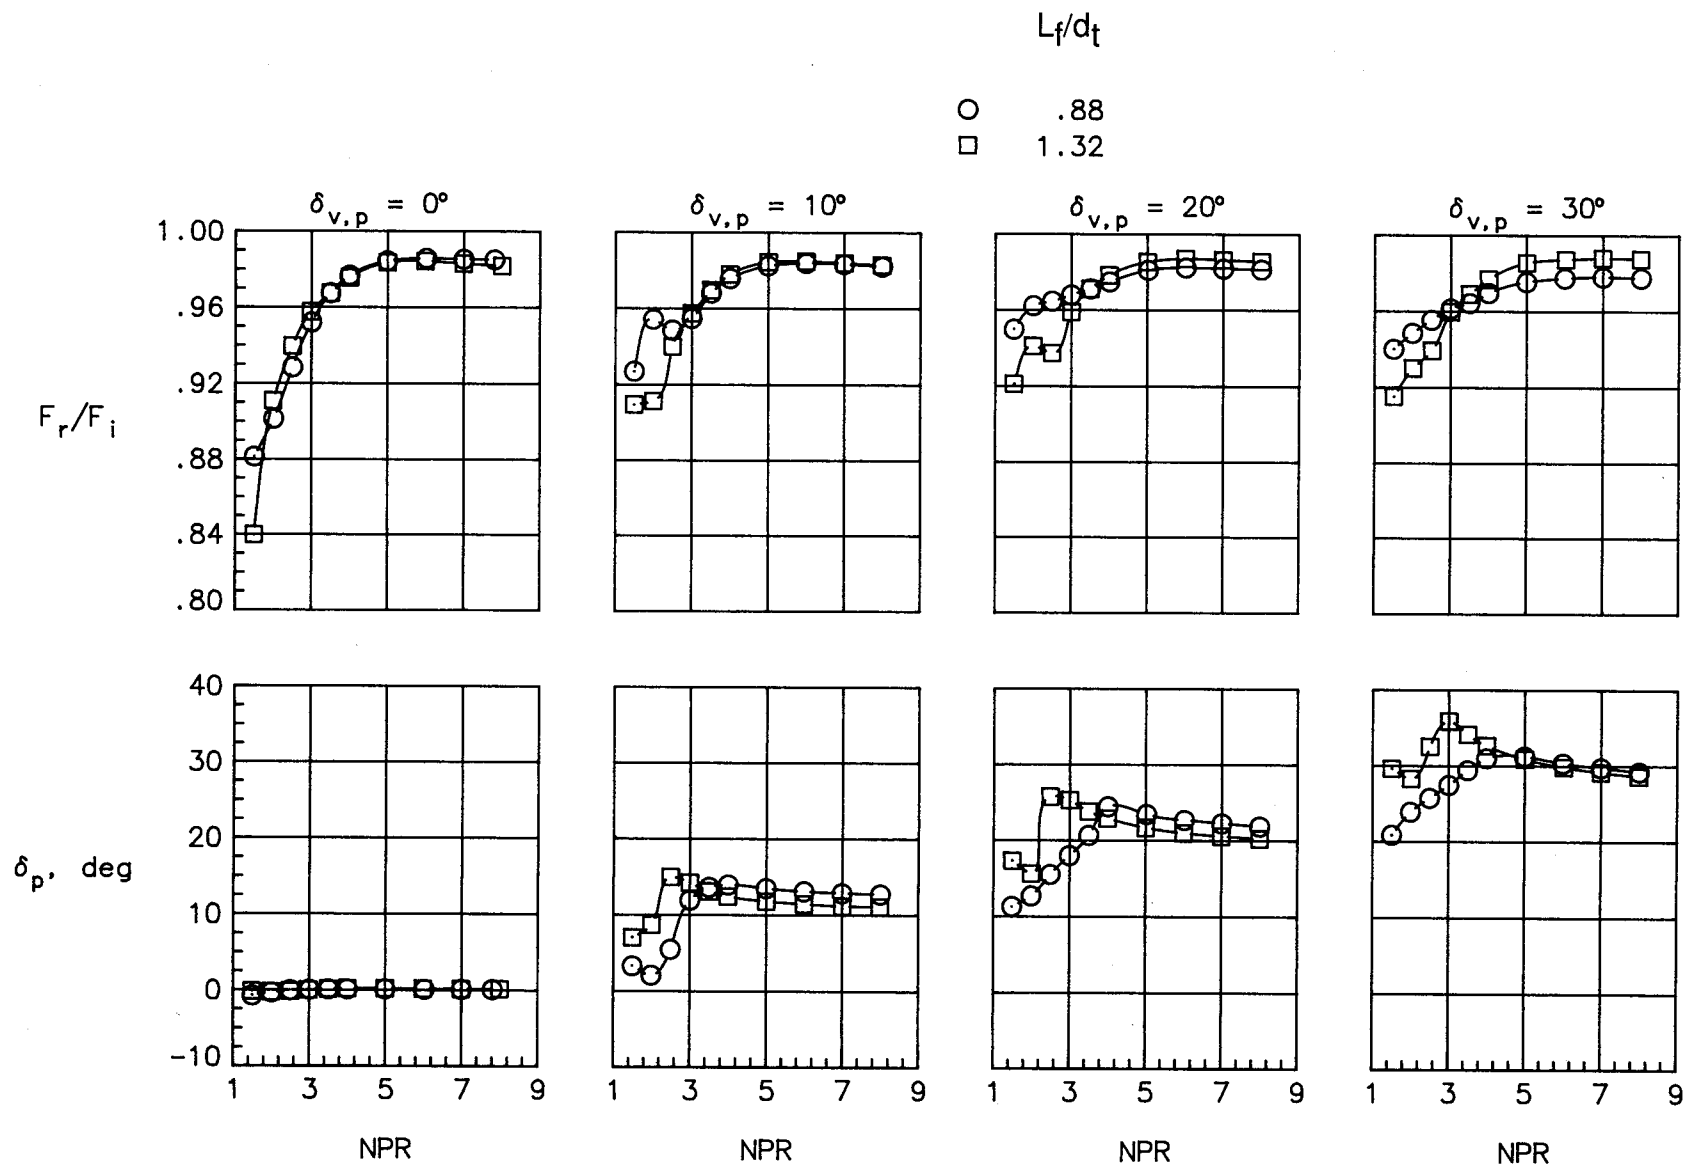 Lf/dt
.88
1.32
δv,p = 0°
δv,p = 10°
δv,p = 20°
δv,p = 30°
1.00
.96
.92
.88
.84
.80
Fr/Fi
40
30
20
10
0
-10
δp, deg
1 3 5 7 9
1 3 5 7 9
1 3 5 7 9
1 3 5 7 9
NPR
NPR
NPR
NPR